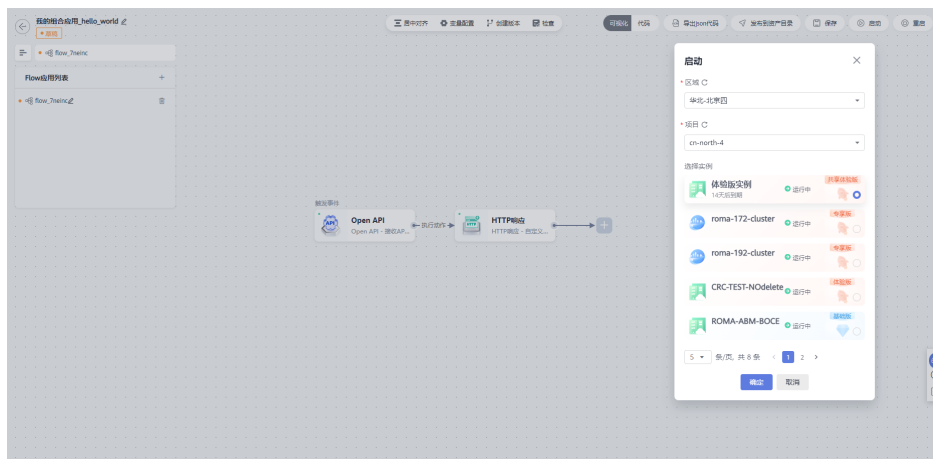 我的组合应用_hello_world
草稿
居中对齐 变量配置 创建版本 检查
可视化 代码 导出json代码 发布到资产目录 保存 启动 重启
flow_7neinc
Flow应用列表 +
flow_7neinc
触发事件
Open API
Open API - 接收AP...
执行动作
HTTP响应
HTTP响应 - 自定义...
启动
* 区域
华北-北京四
* 项目
cn-north-4
选择实例
体验版实例
14天后到期
运行中
共享体验版
roma-172-cluster
运行中
专享版
roma-192-cluster
运行中
专享版
CRC-TEST-NOdelete
运行中
体验版
ROMA-ABM-BOCE
运行中
基础版
5 条/页, 共 8 条 < 1 2 >
确定 取消